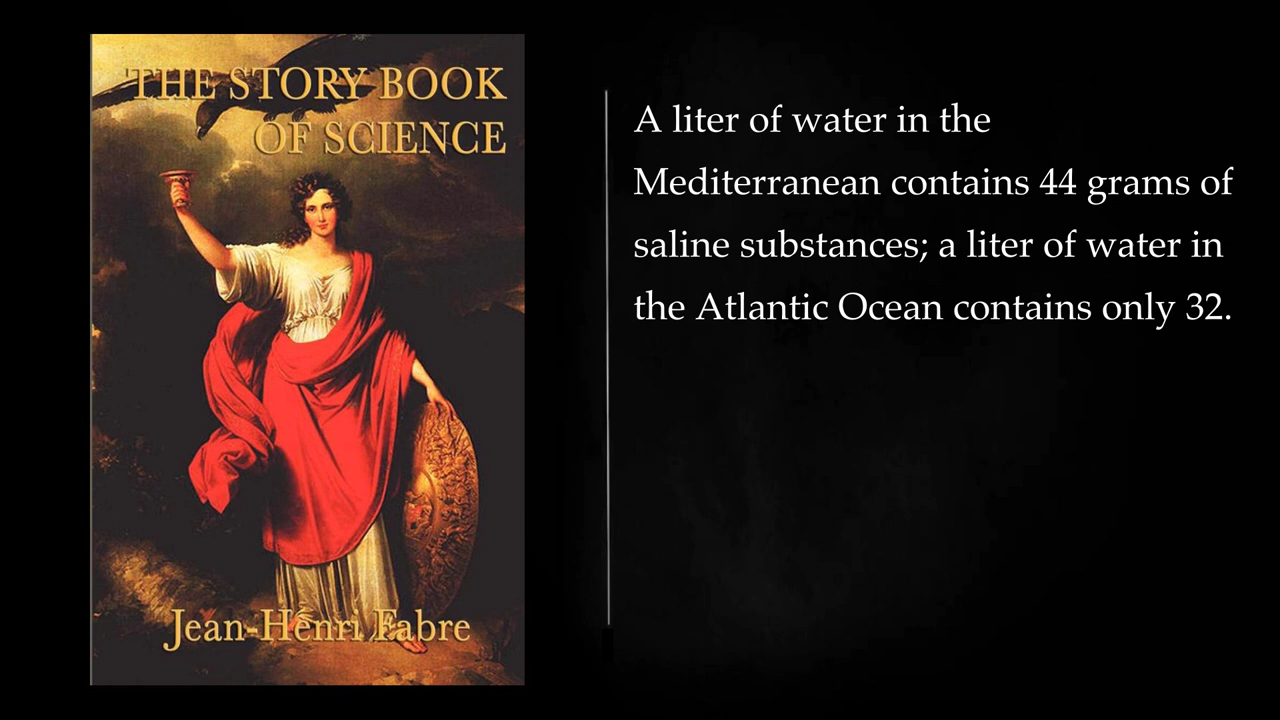 THE STORY BOOK
OF SCIENCE
Jean-Henri Fabre
A liter of water in the
Mediterranean contains 44 grams of
saline substances; a liter of water in
the Atlantic Ocean contains only 32.